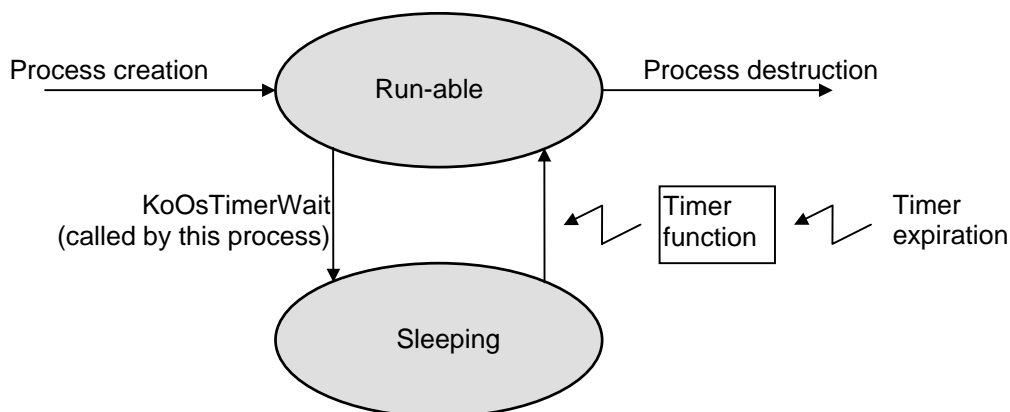 Process creation
Run-able
Process destruction
KoOsTimerWait
(called by this process)
Timer
function
Timer
expiration
Sleeping